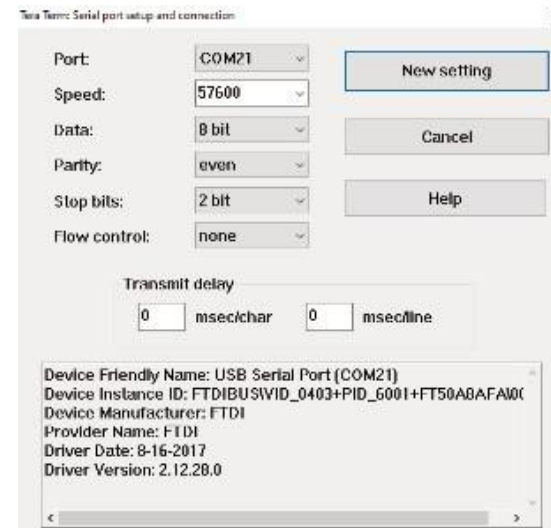 Tera Term: Serial port setup and connection
Port: COM21
New setting
Speed: 57600
Data: 8 bit
Cancel
Parity: even
Stop bits: 2 bit
Help
Flow control: none
Transmit delay
0 msec/char 0 msec/line
Device Friendly Name: USB Serial Port (COM21)
Device Instance ID: FTDIBUS\VID_0403+PID_6001+FT50A8AFA\0(
Device Manufacturer: FTDI
Provider Name: FTDI
Driver Date: 8-16-2017
Driver Version: 2.12.28.0